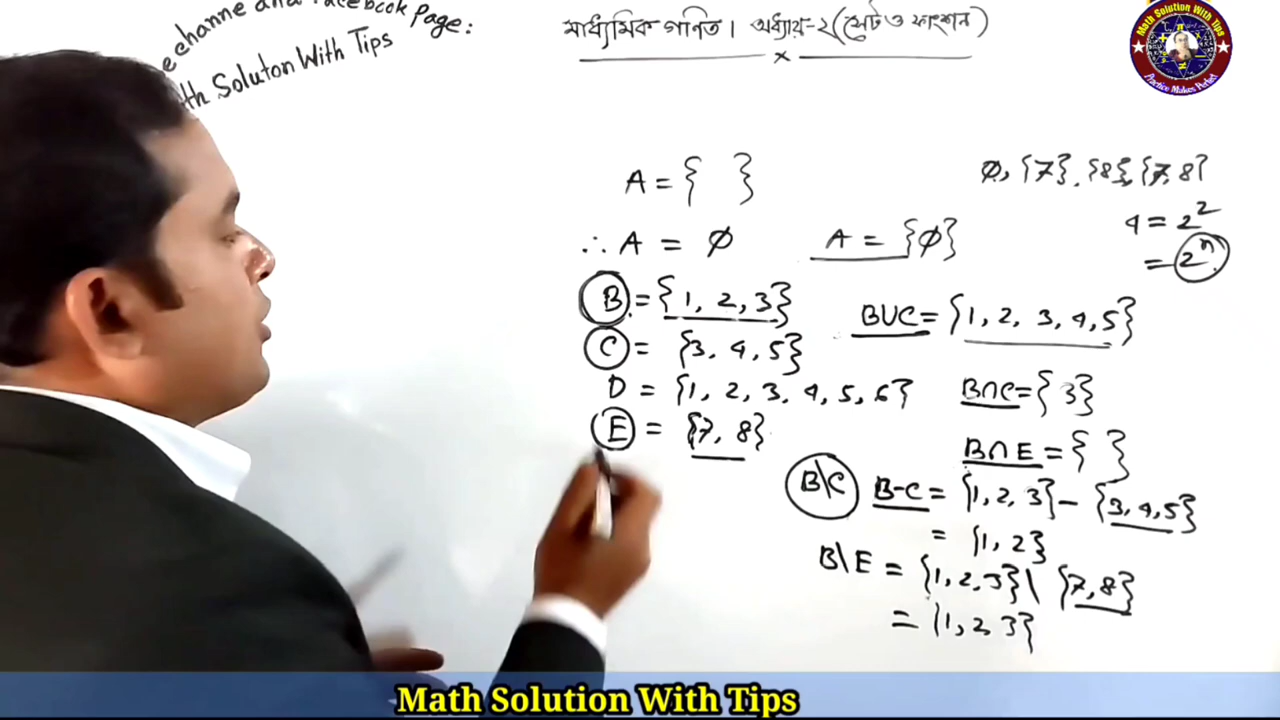 eehanne and Facebook Page:
th Soluton With Tips
মাধ্যমিক গণিত। অধ্যায়-২(সেট ও ফাংশন)
Math Solution With Tips
Practice Makes Perfect
A = { }
φ, {7}, {8}, {7, 8}
4 = 2²
= 2ⁿ
∴ A = φ
A = {φ}
B = {1, 2, 3}
B∪C = {1, 2, 3, 4, 5}
C = {3, 4, 5}
D = {1, 2, 3, 4, 5, 6}
B∩C = {3}
E = {7, 8}
B∩E = { }
B\C
B-C = {1, 2, 3} - {3, 4, 5}
= {1, 2}
B\E = {1, 2, 3} \ {7, 8}
= {1, 2, 3}
Math Solution With Tips